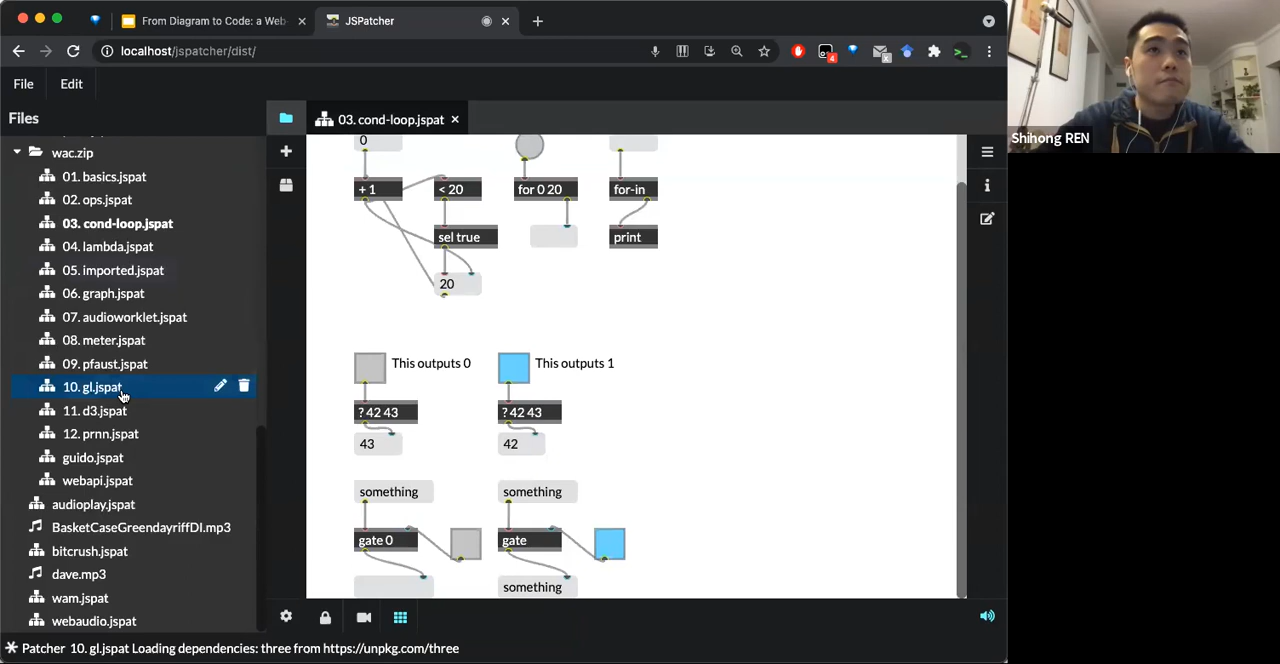 From Diagram to Code: a Web-
JSPatcher
localhost/jspatcher/dist/
4
File
Edit
Files
03. cond-loop.jspat
wac.zip
01. basics.jspat
02. ops.jspat
03. cond-loop.jspat
04. lambda.jspat
05. imported.jspat
06. graph.jspat
07. audioworklet.jspat
08. meter.jspat
09. pfaust.jspat
10. gl.jspat
11. d3.jspat
12. prnn.jspat
guido.jspat
webapi.jspat
audioplay.jspat
BasketCaseGreendayriffDI.mp3
bitcrush.jspat
dave.mp3
wam.jspat
webaudio.jspat
0
+ 1
< 20
for 0 20
for-in
sel true
print
20
This outputs 0
This outputs 1
? 42 43
? 42 43
43
42
something
something
gate 0
gate
something
Patcher 10. gl.jspat Loading dependencies: three from https://unpkg.com/three
Shihong REN